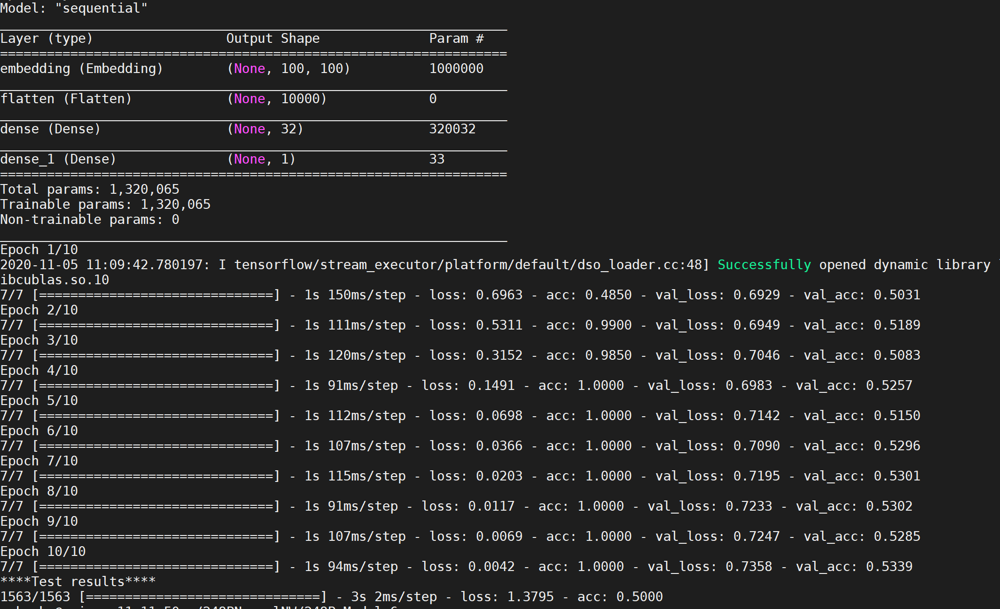 Model: "sequential"
_________________________________________________________________
Layer (type)                 Output Shape              Param #
=================================================================
embedding (Embedding)        (None, 100, 100)          1000000
_________________________________________________________________
flatten (Flatten)            (None, 10000)             0
_________________________________________________________________
dense (Dense)                (None, 32)                320032
_________________________________________________________________
dense_1 (Dense)              (None, 1)                 33
=================================================================
Total params: 1,320,065
Trainable params: 1,320,065
Non-trainable params: 0
_________________________________________________________________
Epoch 1/10
2020-11-05 11:09:42.780197: I tensorflow/stream_executor/platform/default/dso_loader.cc:48] Successfully opened dynamic library l
ibcublas.so.10
7/7 [==============================] - 1s 150ms/step - loss: 0.6963 - acc: 0.4850 - val_loss: 0.6929 - val_acc: 0.5031
Epoch 2/10
7/7 [==============================] - 1s 111ms/step - loss: 0.5311 - acc: 0.9900 - val_loss: 0.6949 - val_acc: 0.5189
Epoch 3/10
7/7 [==============================] - 1s 120ms/step - loss: 0.3152 - acc: 0.9850 - val_loss: 0.7046 - val_acc: 0.5083
Epoch 4/10
7/7 [==============================] - 1s 91ms/step - loss: 0.1491 - acc: 1.0000 - val_loss: 0.6983 - val_acc: 0.5257
Epoch 5/10
7/7 [==============================] - 1s 112ms/step - loss: 0.0698 - acc: 1.0000 - val_loss: 0.7142 - val_acc: 0.5150
Epoch 6/10
7/7 [==============================] - 1s 107ms/step - loss: 0.0366 - acc: 1.0000 - val_loss: 0.7090 - val_acc: 0.5296
Epoch 7/10
7/7 [==============================] - 1s 115ms/step - loss: 0.0203 - acc: 1.0000 - val_loss: 0.7195 - val_acc: 0.5301
Epoch 8/10
7/7 [==============================] - 1s 91ms/step - loss: 0.0117 - acc: 1.0000 - val_loss: 0.7233 - val_acc: 0.5302
Epoch 9/10
7/7 [==============================] - 1s 107ms/step - loss: 0.0069 - acc: 1.0000 - val_loss: 0.7247 - val_acc: 0.5285
Epoch 10/10
7/7 [==============================] - 1s 94ms/step - loss: 0.0042 - acc: 1.0000 - val_loss: 0.7358 - val_acc: 0.5339
****Test results****
1563/1563 [==============================] - 3s 2ms/step - loss: 1.3795 - acc: 0.5000